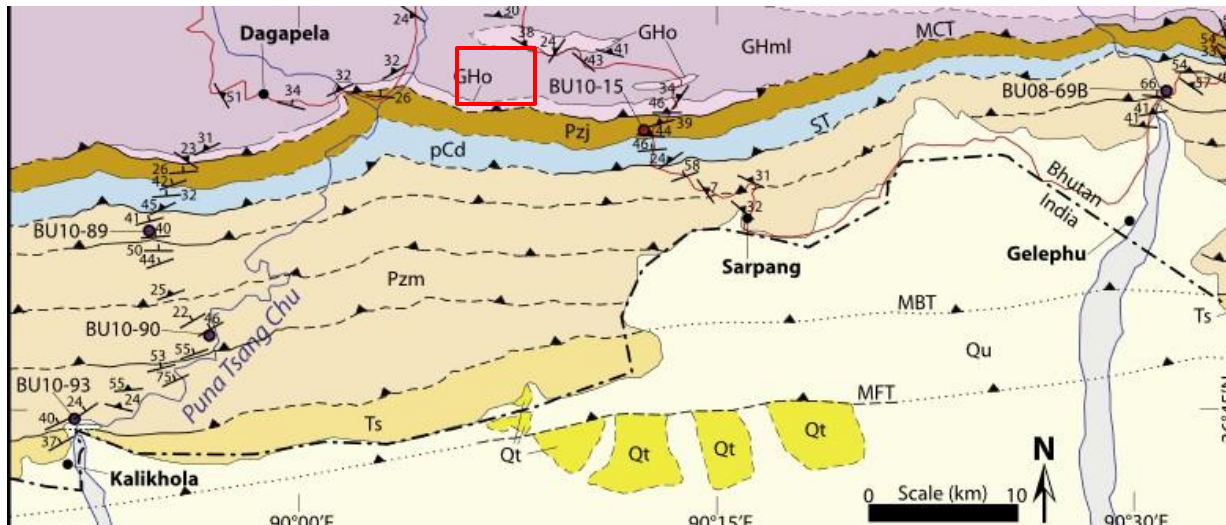 30
24
38
24
41
GHo
GHml
MCT
54
33
Dagapela
32
32
43
54
57
51
34
26
GHo
BU10-15
34
46
BU08-69B
66
39
44
41
41
31
23
Pzj
46
24
ST
26
42
pCd
58
31
32
7
Bhutan
India
45
41
40
32
BU10-89
50
44
Sarpang
Gelephu
25
Pzm
MBT
Ts
22
46
BU10-90
Puna Tsang Chu
Qu
53
55
75
BU10-93
55
24
24
MFT
40
37
Ts
Qt
Qt
Qt
Qt
Qt
Kalikhola
N
0 Scale (km) 10
90°00'E
90°15'E
90°30'E